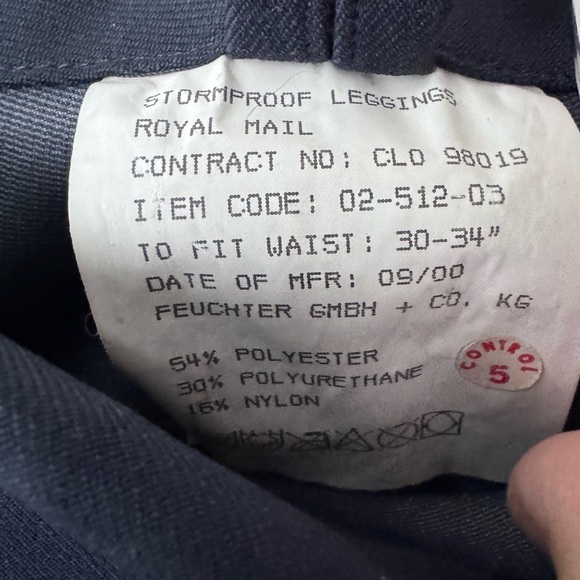 STORMPROOF LEGGINGS
ROYAL MAIL
CONTRACT NO: CLO 98019
ITEM CODE: 02-512-03
TO FIT WAIST: 30-34"
DATE OF MFR: 09/00
FEUCHTER GMBH + CO. KG
CONTROL
5
54% POLYESTER
30% POLYURETHANE
16% NYLON